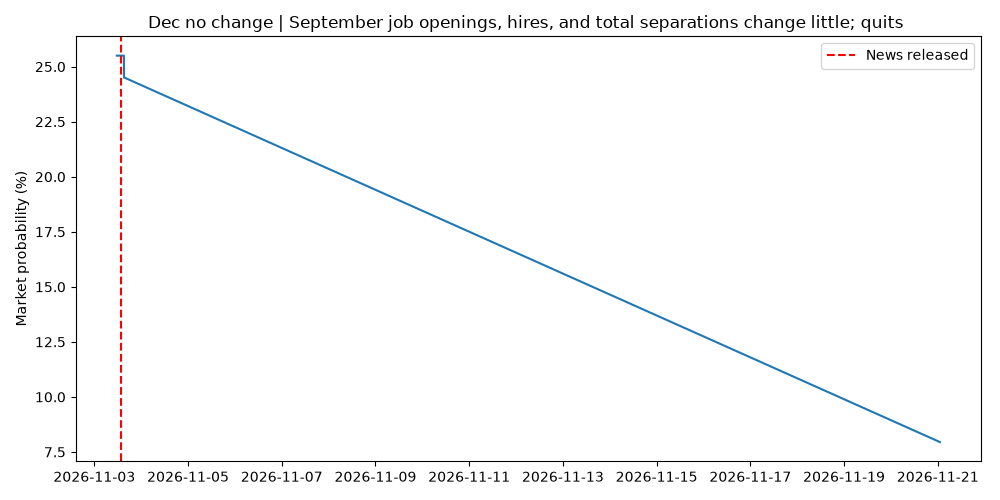 Dec no change | September job openings, hires, and total separations change little; quits
News released
Market probability (%)
25.0
22.5
20.0
17.5
15.0
12.5
10.0
7.5
2026-11-03 2026-11-05 2026-11-07 2026-11-09 2026-11-11 2026-11-13 2026-11-15 2026-11-17 2026-11-19 2026-11-21